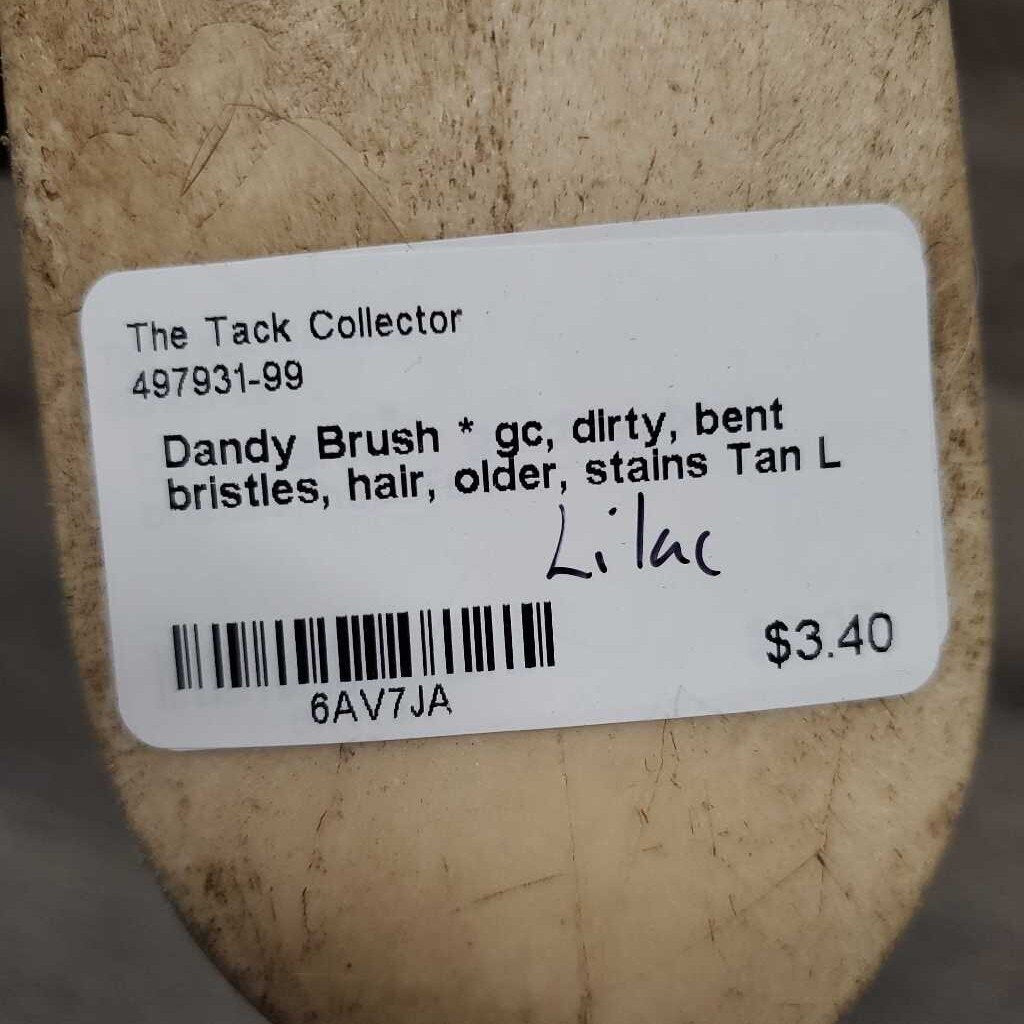 The Tack Collector
497931-99
Dandy Brush * gc, dirty, bent
bristles, hair, older, stains Tan L
Lilac
$3.40
6AV7JA